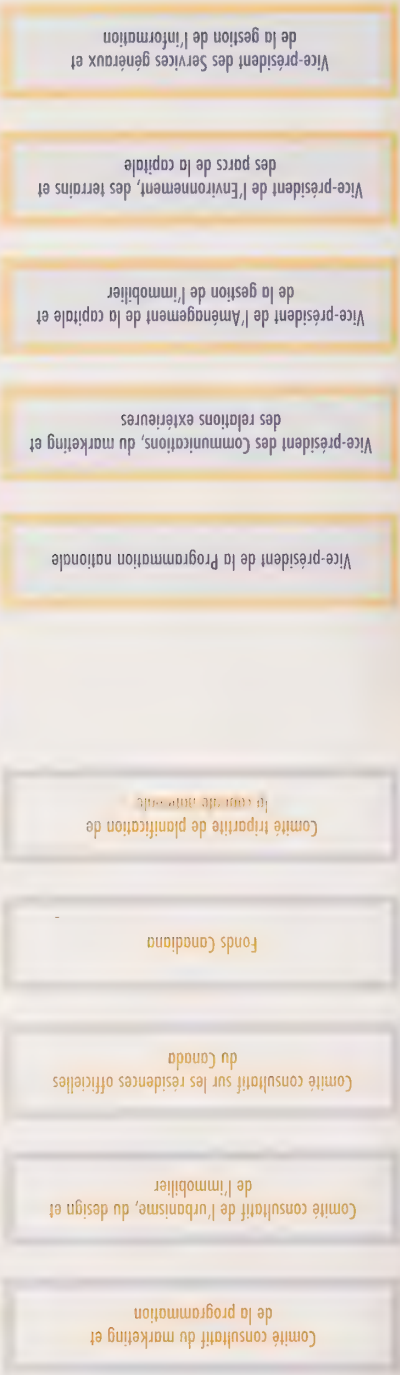 Comité consultatif du marketing et
de la programmation
Comité consultatif de l'urbanisme, du design et
de l'immobilier
Comité consultatif sur les résidences officielles
du Canada
Fonds Canadiana
Comité tripartite de planification de
la
Vice-président de la Programmation nationale
Vice-président des Communications, du marketing et
des relations extérieures
Vice-président de l'Aménagement de la capitale et
de la gestion de l'immobilier
Vice-président de l'Environnement, des terrains et
des parcs de la capitale
Vice-président des Services généraux et
de la gestion de l'information